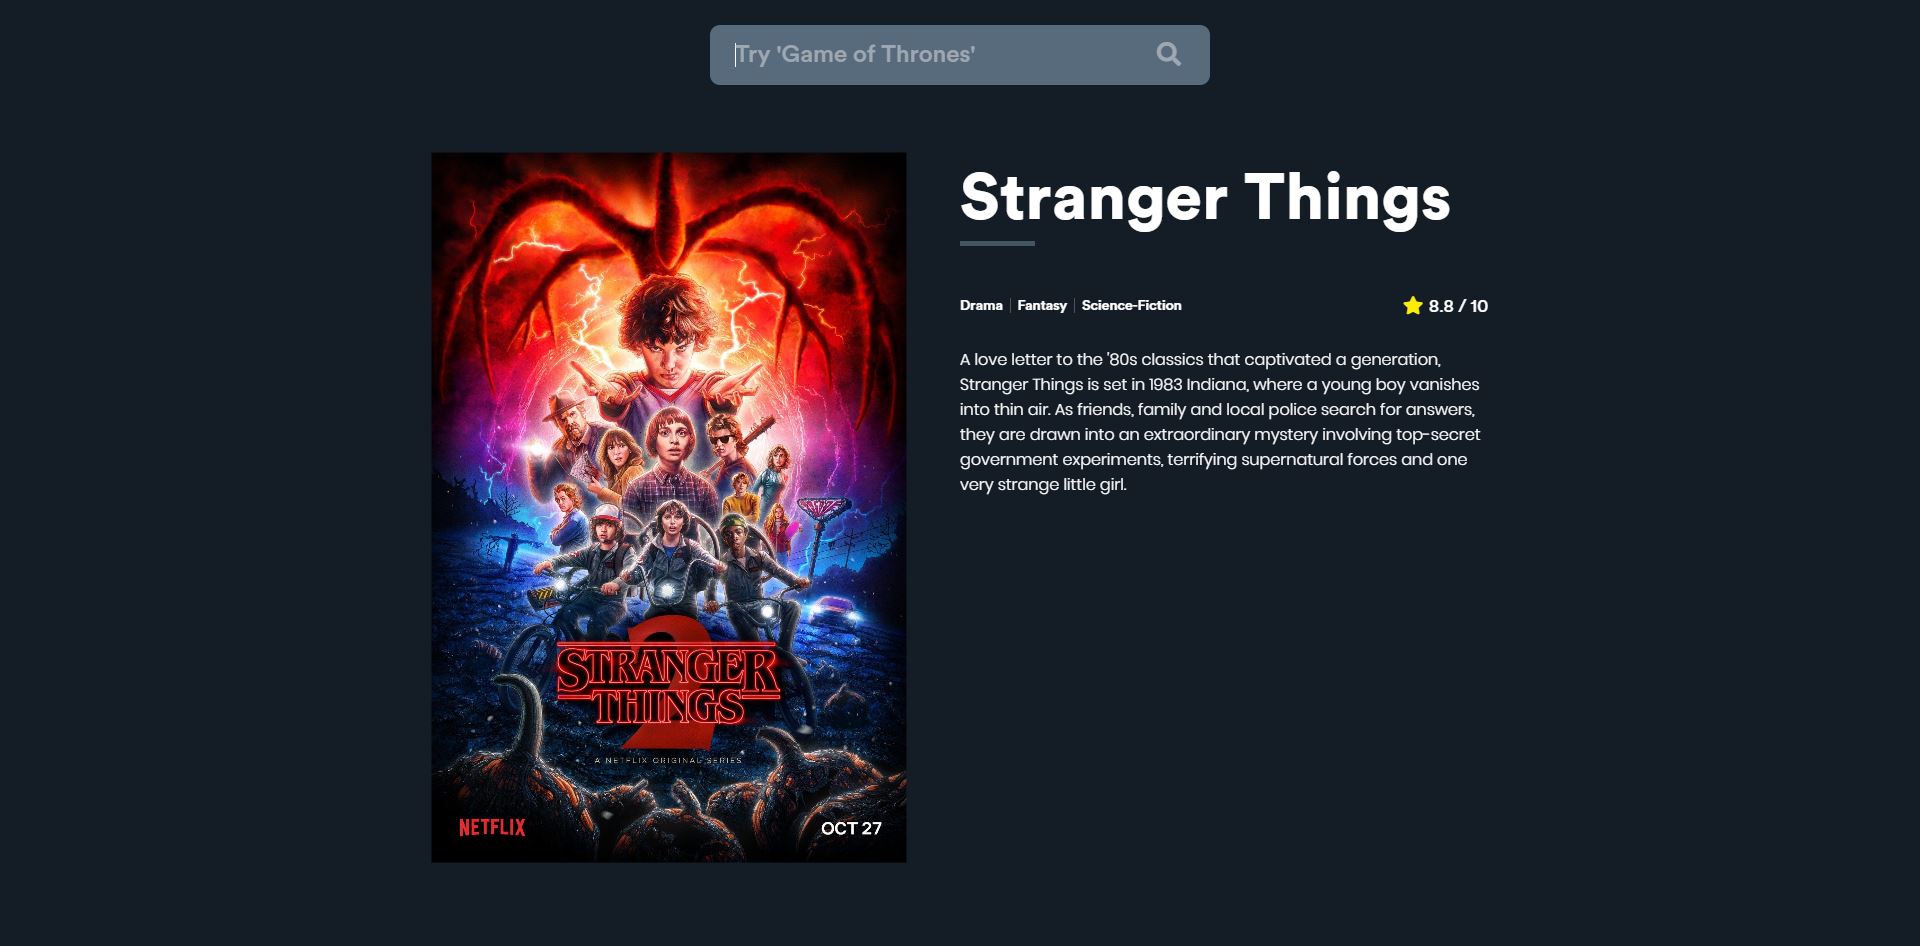 Try 'Game of Thrones'
Stranger Things
Drama | Fantasy | Science-Fiction
8.8 / 10
A love letter to the '80s classics that captivated a generation,
Stranger Things is set in 1983 Indiana, where a young boy vanishes
into thin air. As friends, family and local police search for answers,
they are drawn into an extraordinary mystery involving top-secret
government experiments, terrifying supernatural forces and one
very strange little girl.
2
STRANGER
THINGS
A NETFLIX ORIGINAL SERIES
NETFLIX
OCT 27